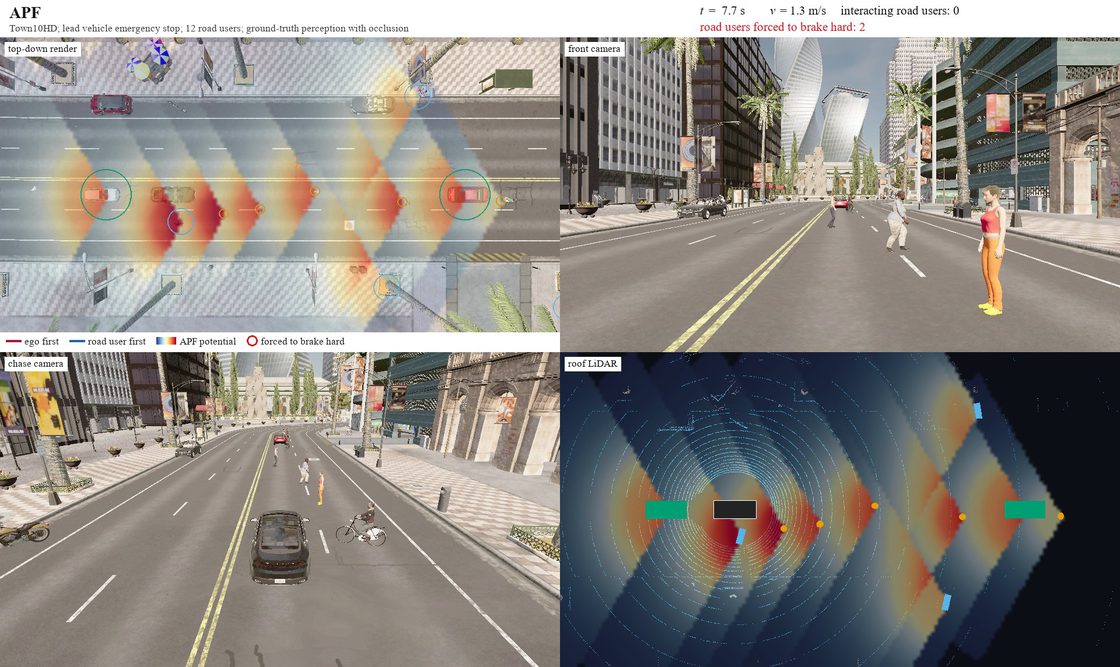 APF
Town10HD; lead vehicle emergency stop; 12 road users; ground-truth perception with occlusion
t = 7.7 s v = 1.3 m/s interacting road users: 0
road users forced to brake hard: 2
top-down render
front camera
ego first road user first APF potential forced to brake hard
chase camera
roof LiDAR